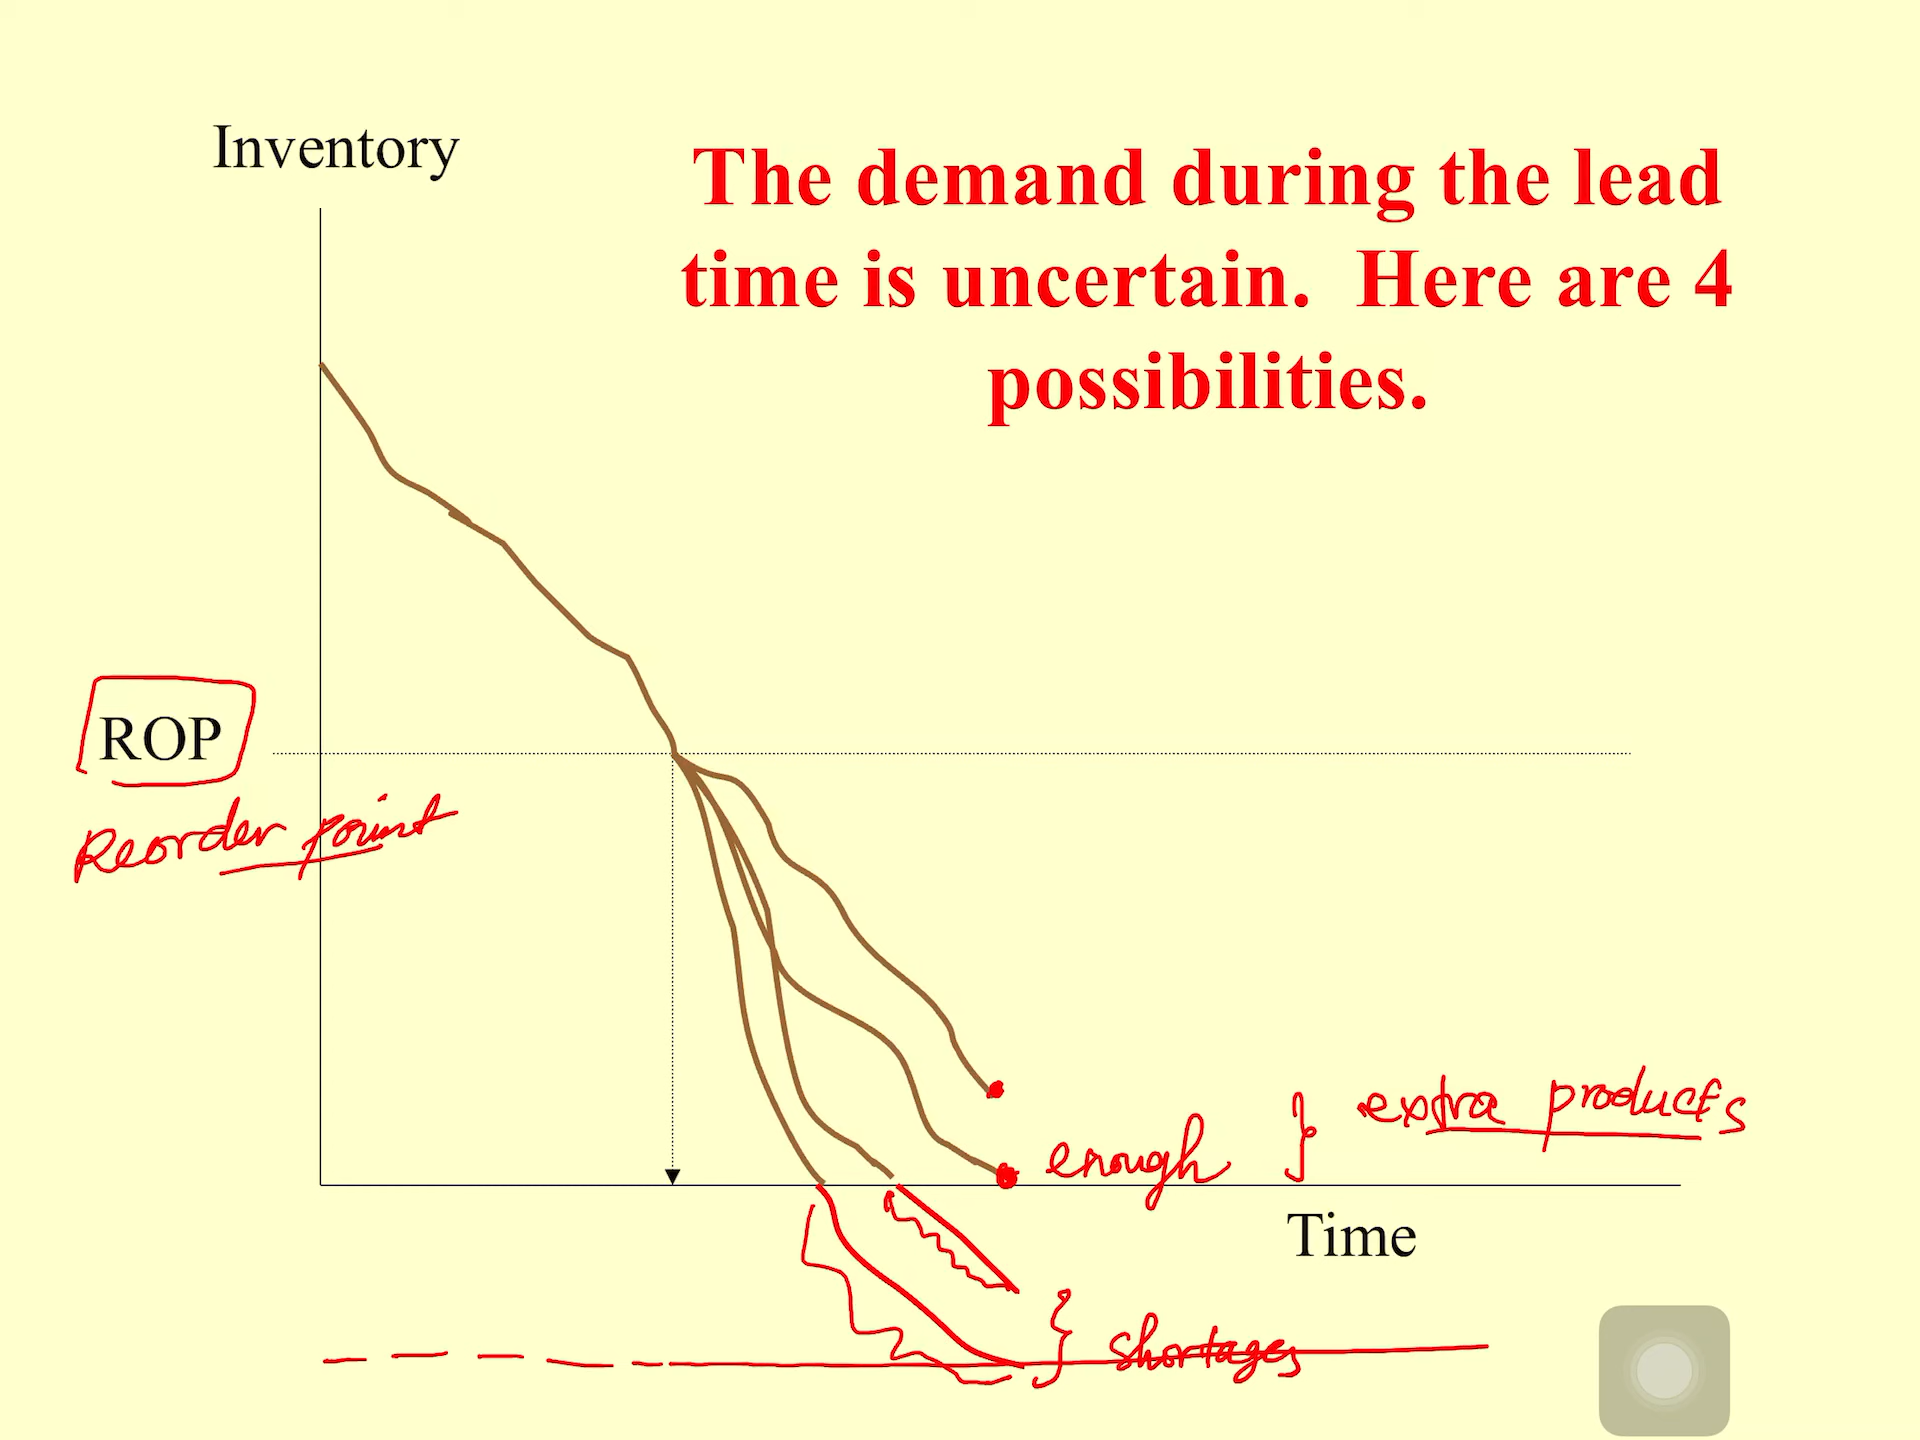 Inventory
The demand during the lead
time is uncertain. Here are 4
possibilities.
ROP
Reorder point
extra products
enough
Time
shortages